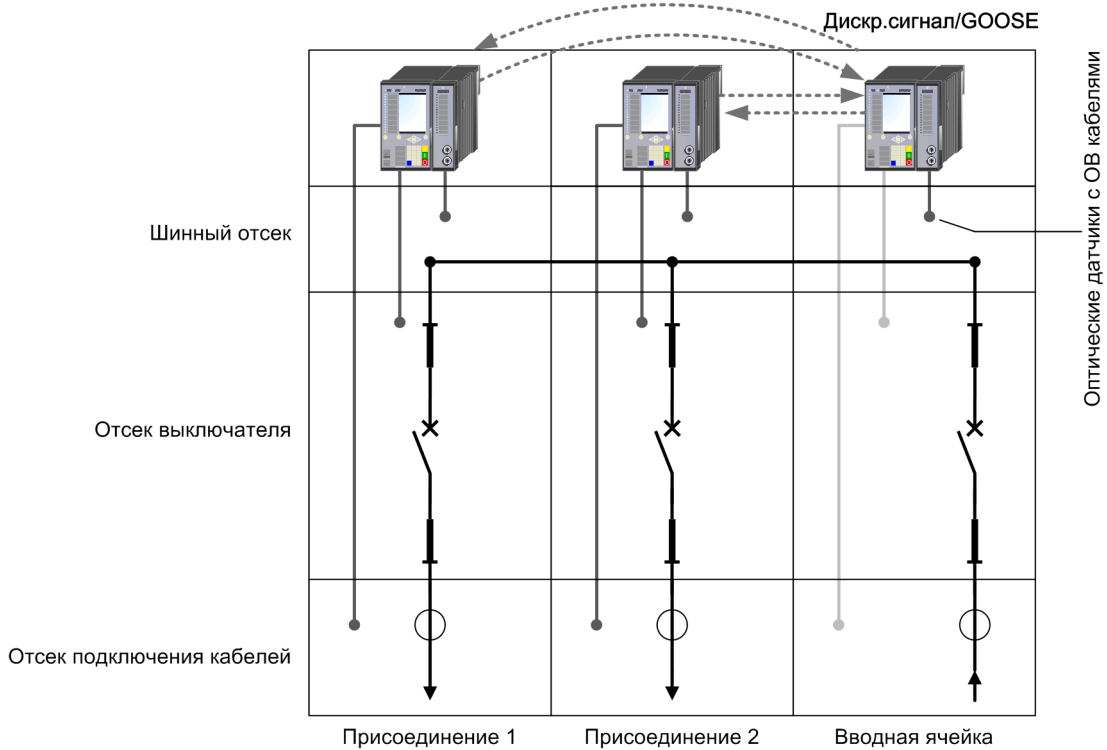 Дискр.сигнал/GOOSE
Оптические датчики с ОВ кабелями
Шинный отсек
Отсек выключателя
Отсек подключения кабелей
Присоединение 1
Присоединение 2
Вводная ячейка